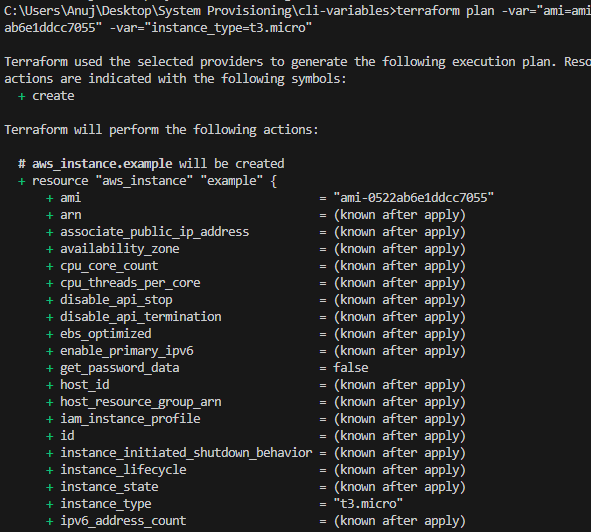 C:\Users\Anuj\Desktop\System Provisioning\cli-variables>terraform plan -var="ami=ami
ab6e1ddcc7055" -var="instance_type=t3.micro"
Terraform used the selected providers to generate the following execution plan. Reso
actions are indicated with the following symbols:
+ create
Terraform will perform the following actions:
# aws_instance.example will be created
+ resource "aws_instance" "example" {
+ ami = "ami-0522ab6e1ddcc7055"
+ arn = (known after apply)
+ associate_public_ip_address = (known after apply)
+ availability_zone = (known after apply)
+ cpu_core_count = (known after apply)
+ cpu_threads_per_core = (known after apply)
+ disable_api_stop = (known after apply)
+ disable_api_termination = (known after apply)
+ ebs_optimized = (known after apply)
+ enable_primary_ipv6 = (known after apply)
+ get_password_data = false
+ host_id = (known after apply)
+ host_resource_group_arn = (known after apply)
+ iam_instance_profile = (known after apply)
+ id = (known after apply)
+ instance_initiated_shutdown_behavior = (known after apply)
+ instance_lifecycle = (known after apply)
+ instance_state = (known after apply)
+ instance_type = "t3.micro"
+ ipv6_address_count = (known after apply)